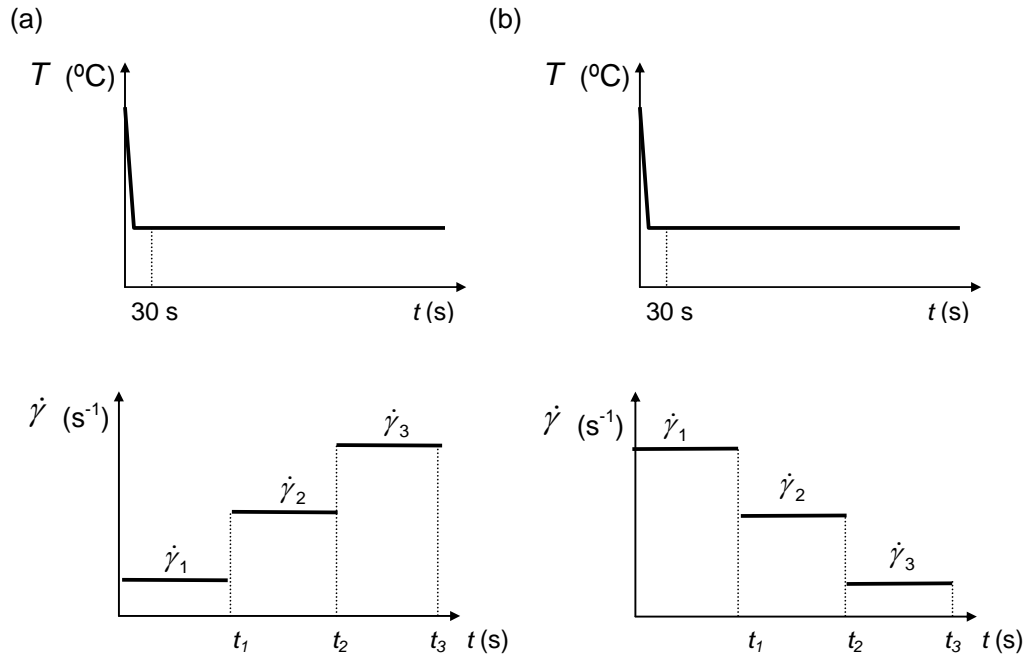 (a)
(b)
T (ºC)
T (ºC)
30 s
t (s)
30 s
t (s)
γ̇ (s⁻¹)
γ̇₁
γ̇₂
γ̇₃
t₁
t₂
t₃
t (s)
γ̇ (s⁻¹)
γ̇₁
γ̇₂
γ̇₃
t₁
t₂
t₃
t (s)